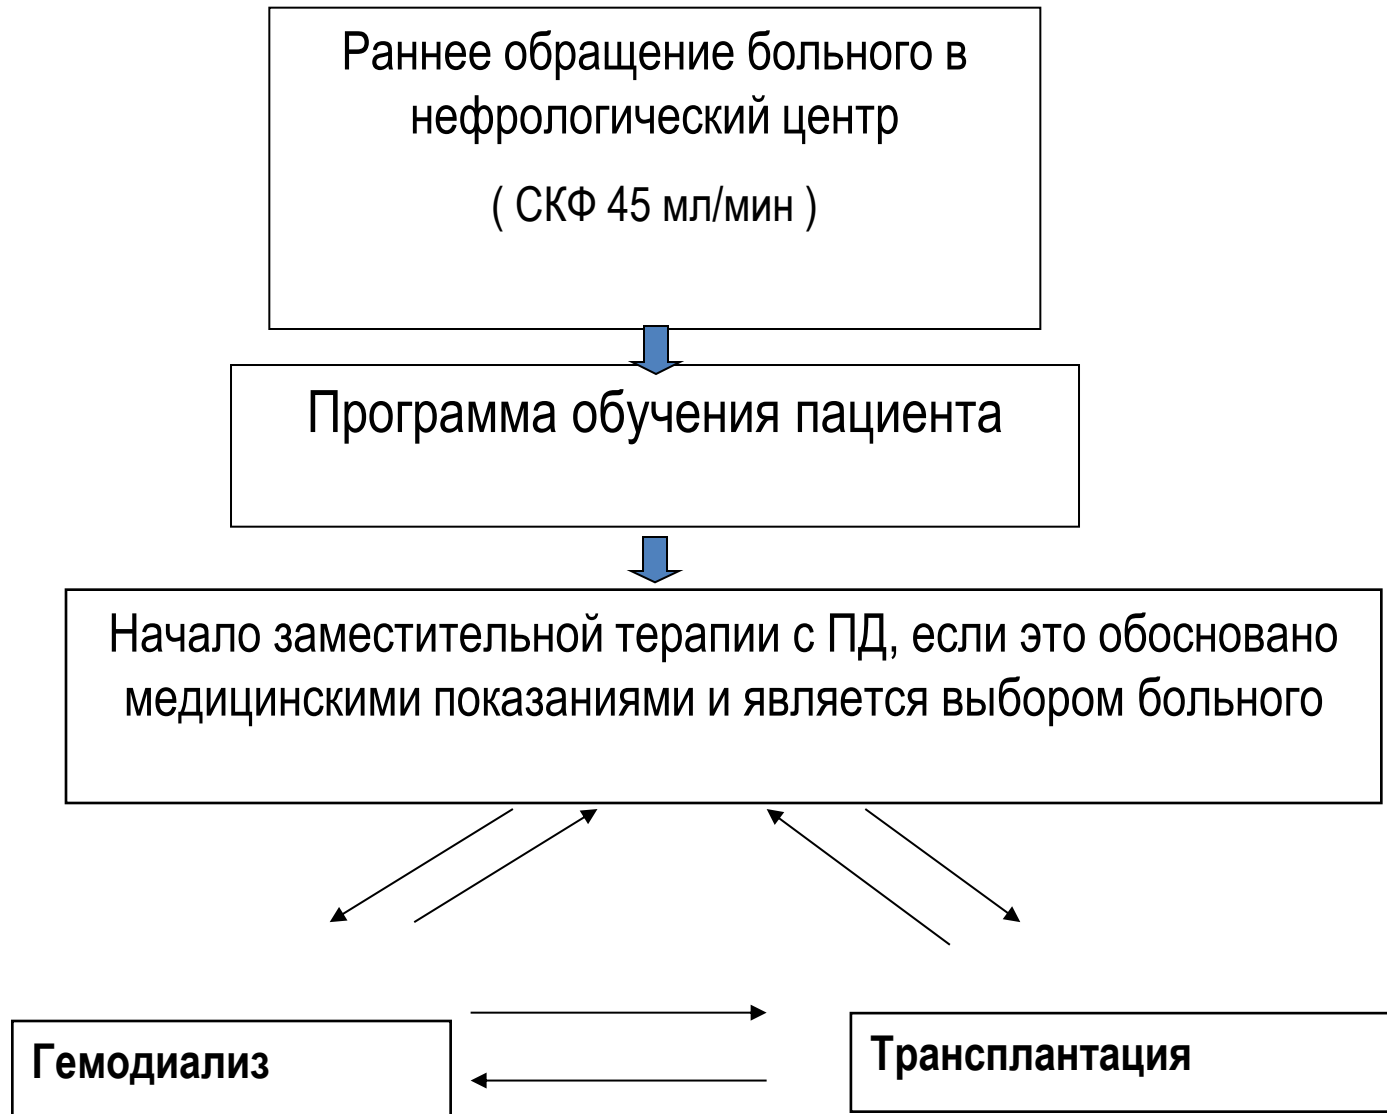 Раннее обращение больного в
нефрологический центр
( СКФ 45 мл/мин )
Программа обучения пациента
Начало заместительной терапии с ПД, если это обосновано
медицинскими показаниями и является выбором больного
Гемодиализ
Трансплантация